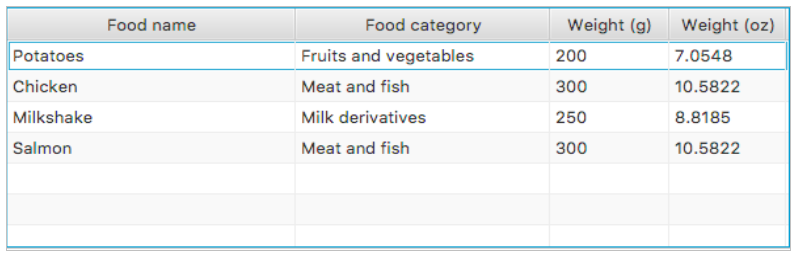 Food name Food category Weight (g) Weight (oz)
Potatoes Fruits and vegetables 200 7.0548
Chicken Meat and fish 300 10.5822
Milkshake Milk derivatives 250 8.8185
Salmon Meat and fish 300 10.5822